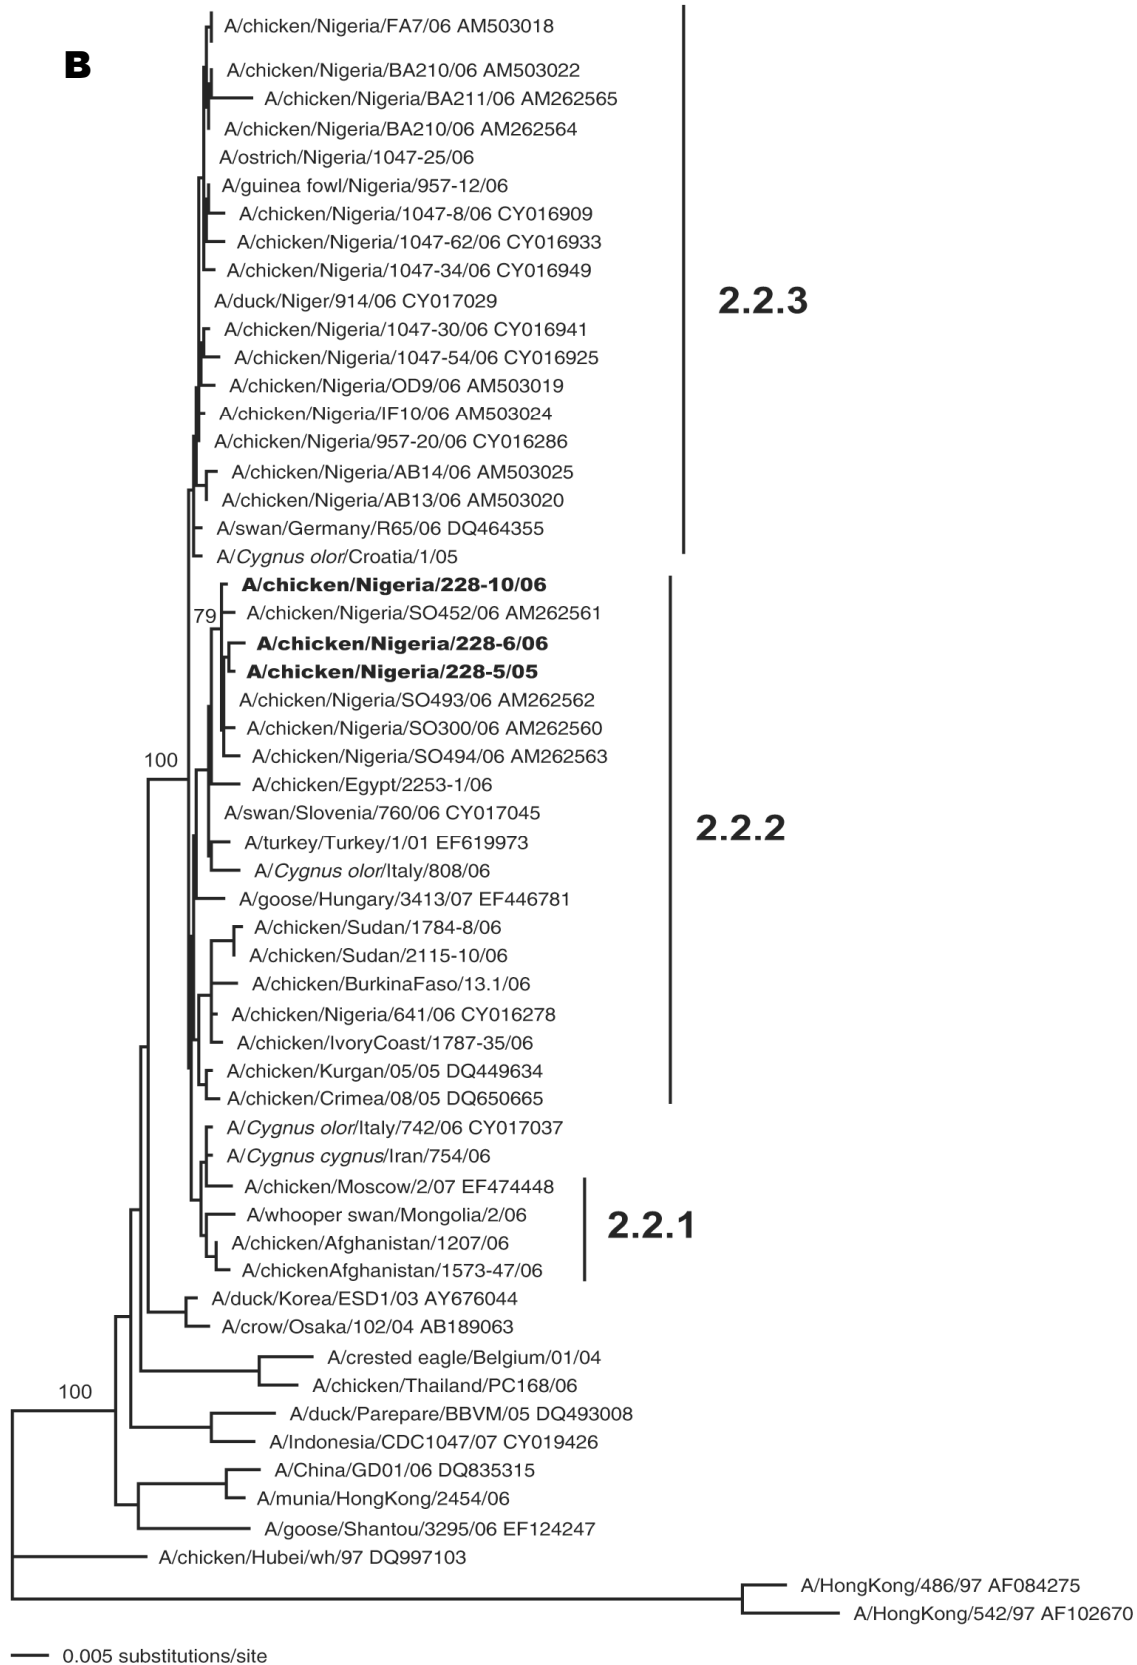 B
A/chicken/Nigeria/FA7/06 AM503018
A/chicken/Nigeria/BA210/06 AM503022
A/chicken/Nigeria/BA211/06 AM262565
A/chicken/Nigeria/BA210/06 AM262564
A/ostrich/Nigeria/1047-25/06
A/guinea fowl/Nigeria/957-12/06
A/chicken/Nigeria/1047-8/06 CY016909
A/chicken/Nigeria/1047-62/06 CY016933
A/chicken/Nigeria/1047-34/06 CY016949
A/duck/Niger/914/06 CY017029
2.2.3
A/chicken/Nigeria/1047-30/06 CY016941
A/chicken/Nigeria/1047-54/06 CY016925
A/chicken/Nigeria/OD9/06 AM503019
A/chicken/Nigeria/IF10/06 AM503024
A/chicken/Nigeria/957-20/06 CY016286
A/chicken/Nigeria/AB14/06 AM503025
A/chicken/Nigeria/AB13/06 AM503020
A/swan/Germany/R65/06 DQ464355
A/Cygnus olor/Croatia/1/05
A/chicken/Nigeria/228-10/06
79
A/chicken/Nigeria/SO452/06 AM262561
A/chicken/Nigeria/228-6/06
A/chicken/Nigeria/228-5/05
A/chicken/Nigeria/SO493/06 AM262562
A/chicken/Nigeria/SO300/06 AM262560
A/chicken/Nigeria/SO494/06 AM262563
100
A/chicken/Egypt/2253-1/06
A/swan/Slovenia/760/06 CY017045
2.2.2
A/turkey/Turkey/1/01 EF619973
A/Cygnus olor/Italy/808/06
A/goose/Hungary/3413/07 EF446781
A/chicken/Sudan/1784-8/06
A/chicken/Sudan/2115-10/06
A/chicken/BurkinaFaso/13.1/06
A/chicken/Nigeria/641/06 CY016278
A/chicken/IvoryCoast/1787-35/06
A/chicken/Kurgan/05/05 DQ449634
A/chicken/Crimea/08/05 DQ650665
A/Cygnus olor/Italy/742/06 CY017037
A/Cygnus cygnus/Iran/754/06
A/chicken/Moscow/2/07 EF474448
A/whooper swan/Mongolia/2/06
2.2.1
A/chicken/Afghanistan/1207/06
A/chickenAfghanistan/1573-47/06
A/duck/Korea/ESD1/03 AY676044
A/crow/Osaka/102/04 AB189063
A/crested eagle/Belgium/01/04
A/chicken/Thailand/PC168/06
100
A/duck/Parepare/BBVM/05 DQ493008
A/Indonesia/CDC1047/07 CY019426
A/China/GD01/06 DQ835315
A/munia/HongKong/2454/06
A/goose/Shantou/3295/06 EF124247
A/chicken/Hubei/wh/97 DQ997103
A/HongKong/486/97 AF084275
A/HongKong/542/97 AF102670
0.005 substitutions/site